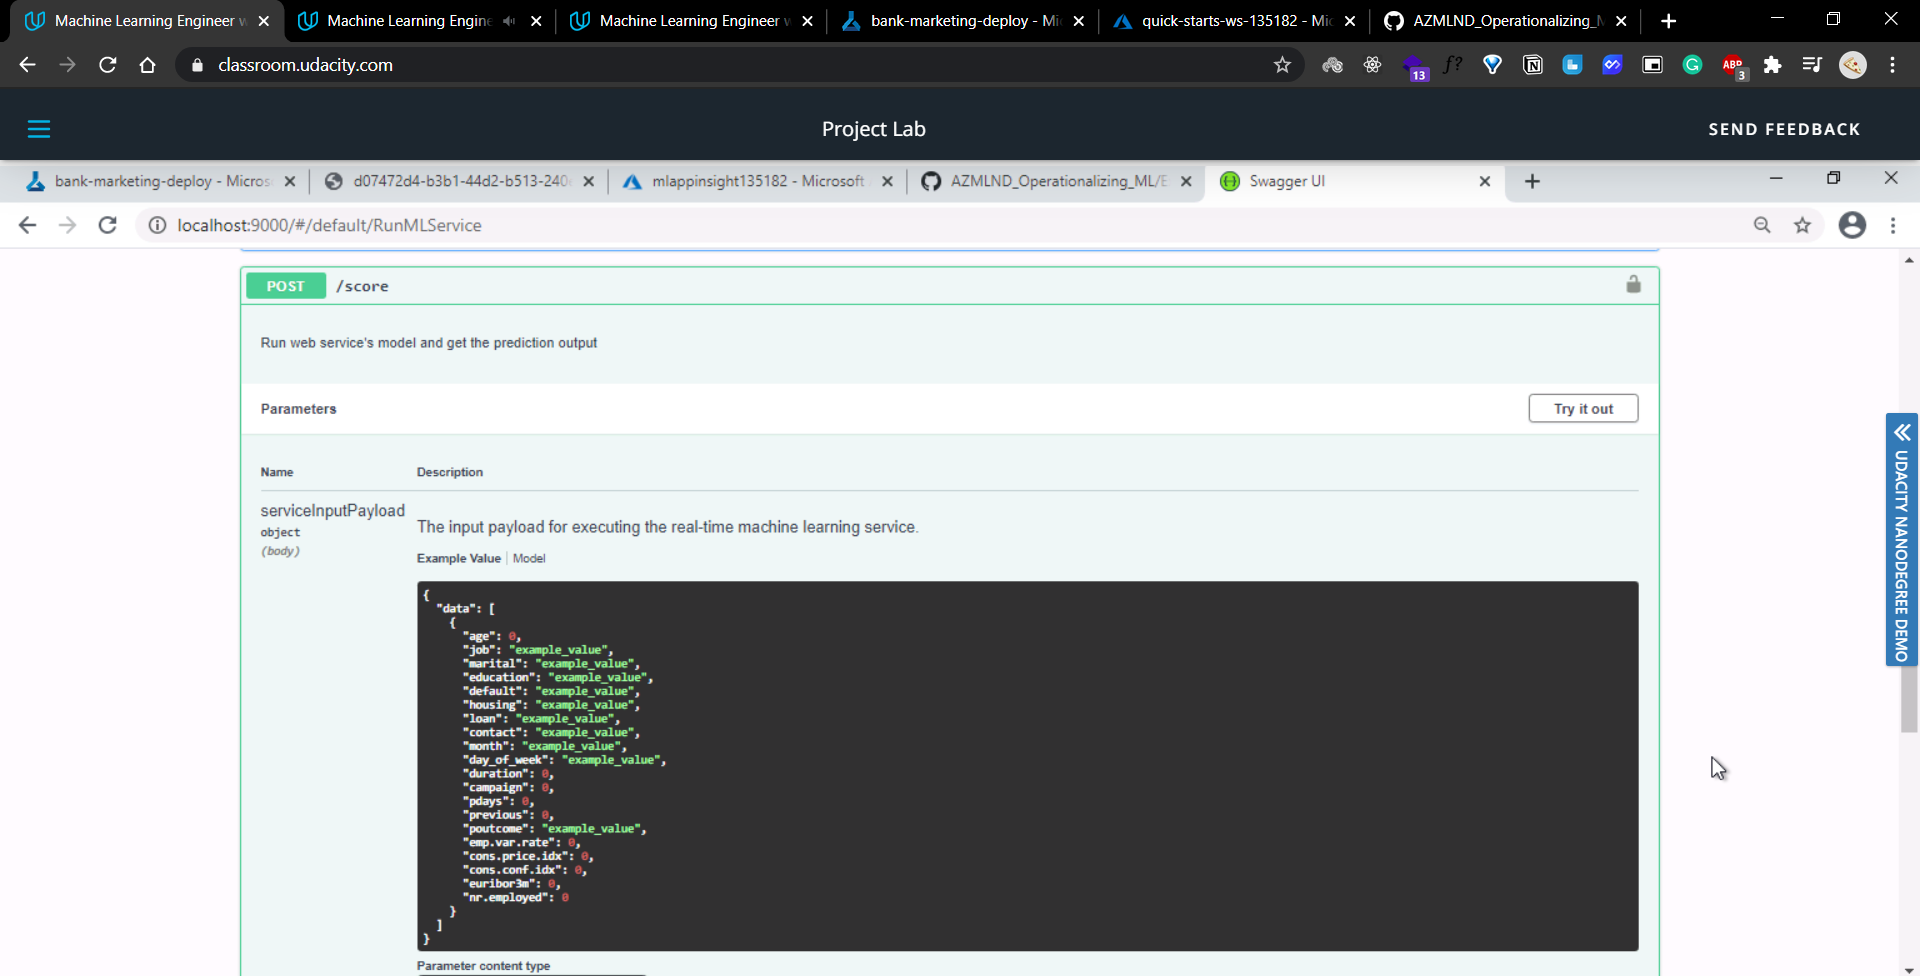 Machine Learning Engineer w
Machine Learning Engine
Machine Learning Engineer w
bank-marketing-deploy - Mi
quick-starts-ws-135182 - Mic
AZMLND_Operationalizing_M
classroom.udacity.com
13
f?
ABP
3
Project Lab
SEND FEEDBACK
bank-marketing-deploy - Micros
d07472d4-b3b1-44d2-b513-240
mlappinsight135182 - Microsoft
AZMLND_Operationalizing_ML/E
Swagger UI
localhost:9000/#/default/RunMLService
POST /score
Run web service's model and get the prediction output
Parameters
Try it out
Name
Description
serviceInputPayload
object
(body)
The input payload for executing the real-time machine learning service.
Example Value | Model
{
"data": [
{
"age": 0,
"job": "example_value",
"marital": "example_value",
"education": "example_value",
"default": "example_value",
"housing": "example_value",
"loan": "example_value",
"contact": "example_value",
"month": "example_value",
"day_of_week": "example_value",
"duration": 0,
"campaign": 0,
"pdays": 0,
"previous": 0,
"poutcome": "example_value",
"emp.var.rate": 0,
"cons.price.idx": 0,
"cons.conf.idx": 0,
"euribor3m": 0,
"nr.employed": 0
}
]
}
Parameter content type
UDACITY NANODEGREE DEMO